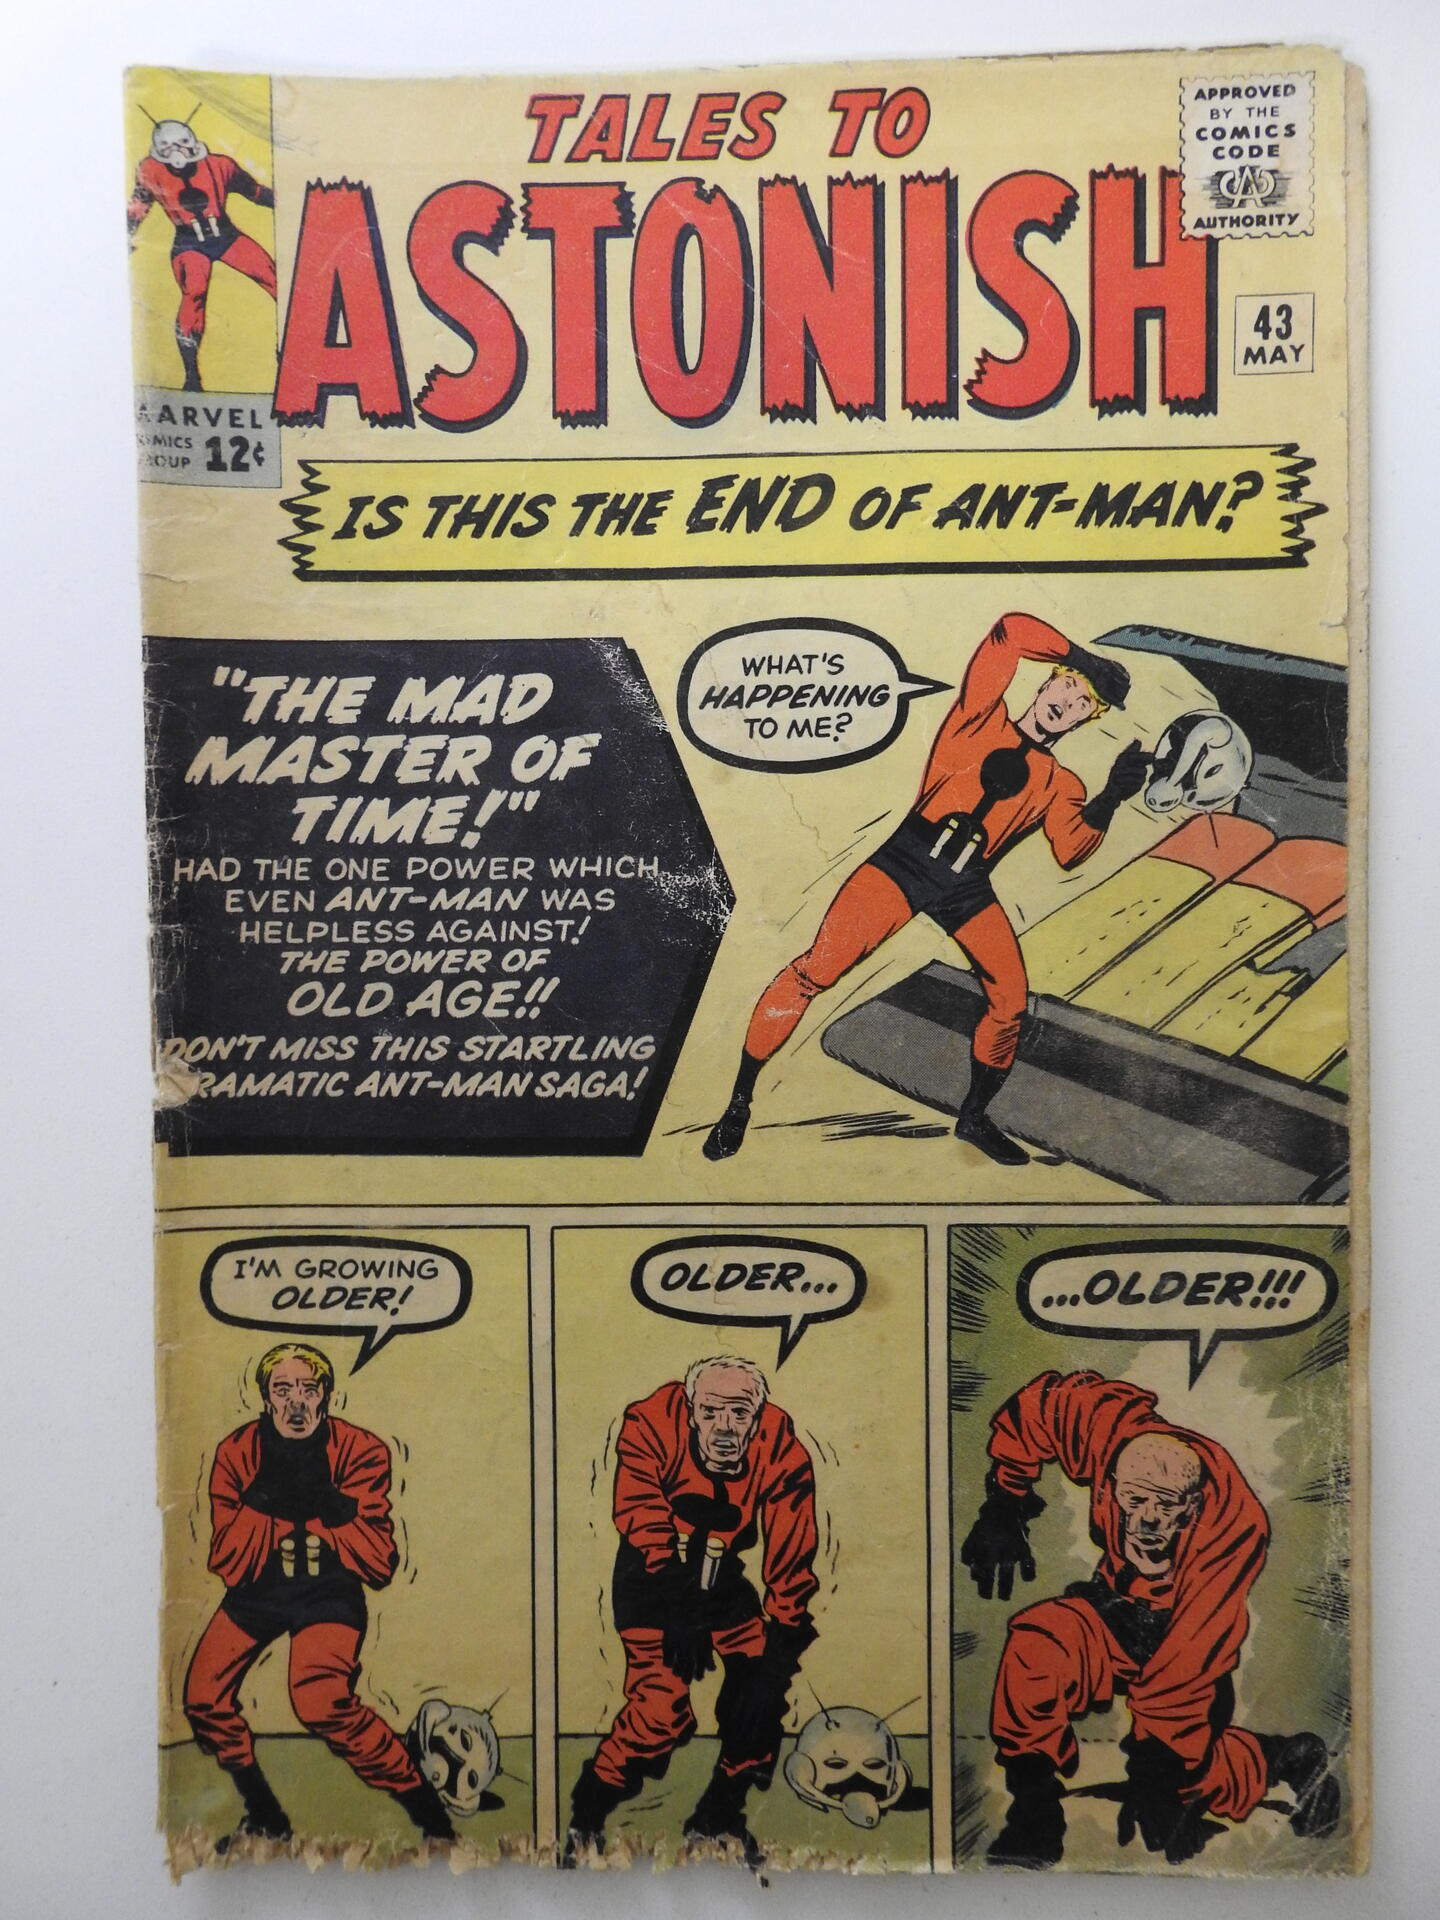 TALES TO
ASTONISH
APPROVED
BY THE
COMICS
CODE
CA
AUTHORITY
43
MAY
MARVEL
12¢
IS THIS THE END OF ANT-MAN?
"THE MAD
MASTER OF
TIME!"
HAD THE ONE POWER WHICH
EVEN ANT-MAN WAS
HELPLESS AGAINST!
THE POWER OF
OLD AGE!!
DON'T MISS THIS STARTLING
RAMATIC ANT-MAN SAGA!
WHAT'S
HAPPENING
TO ME?
I'M GROWING
OLDER!
OLDER...
...OLDER!!!